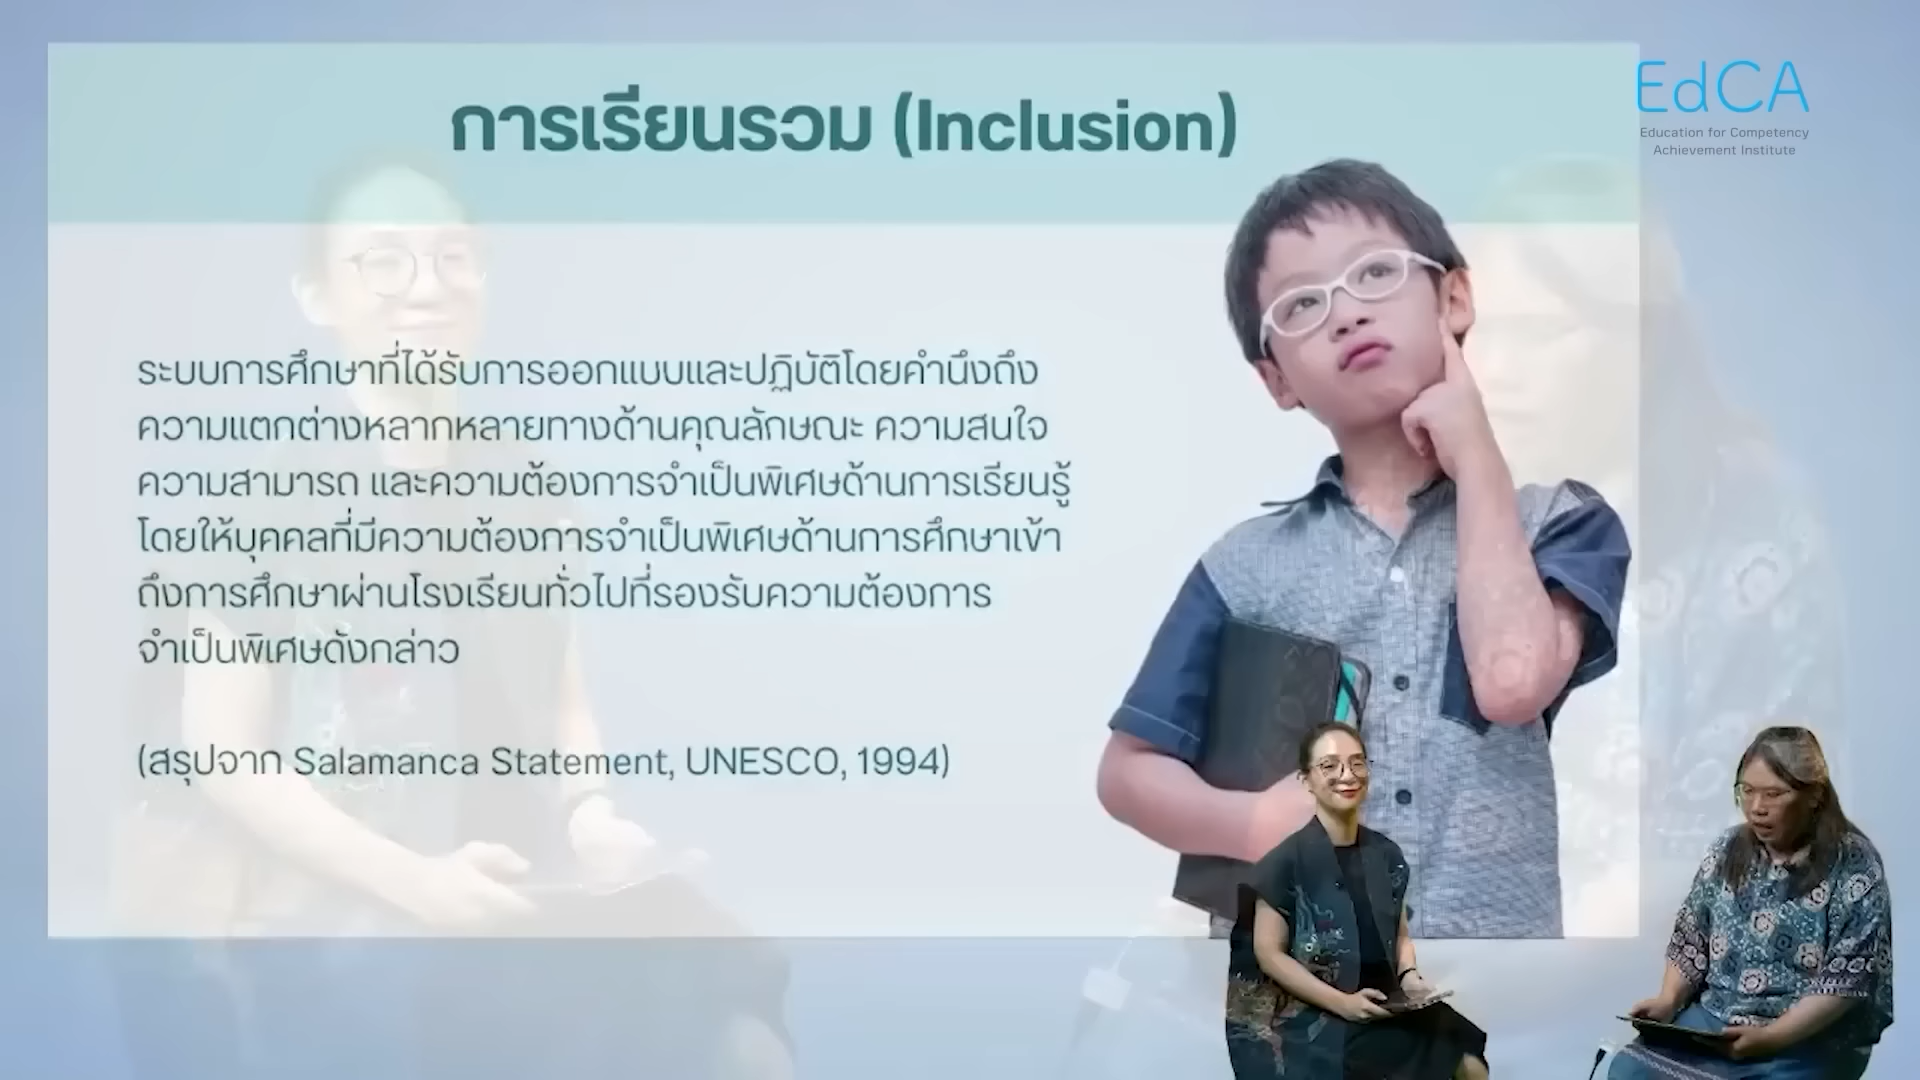 การเรียนรวม (Inclusion)
EdCA
Education for Competency
Achievement Institute
ระบบการศึกษาที่ได้รับการออกแบบและปฏิบัติโดยคำนึงถึง
ความแตกต่างหลากหลายทางด้านคุณลักษณะ ความสนใจ
ความสามารถ และความต้องการจำเป็นพิเศษด้านการเรียนรู้
โดยให้บุคคลที่มีความต้องการจำเป็นพิเศษด้านการศึกษาเข้า
ถึงการศึกษาผ่านโรงเรียนทั่วไปที่รองรับความต้องการ
จำเป็นพิเศษดังกล่าว
(สรุปจาก Salamanca Statement, UNESCO, 1994)